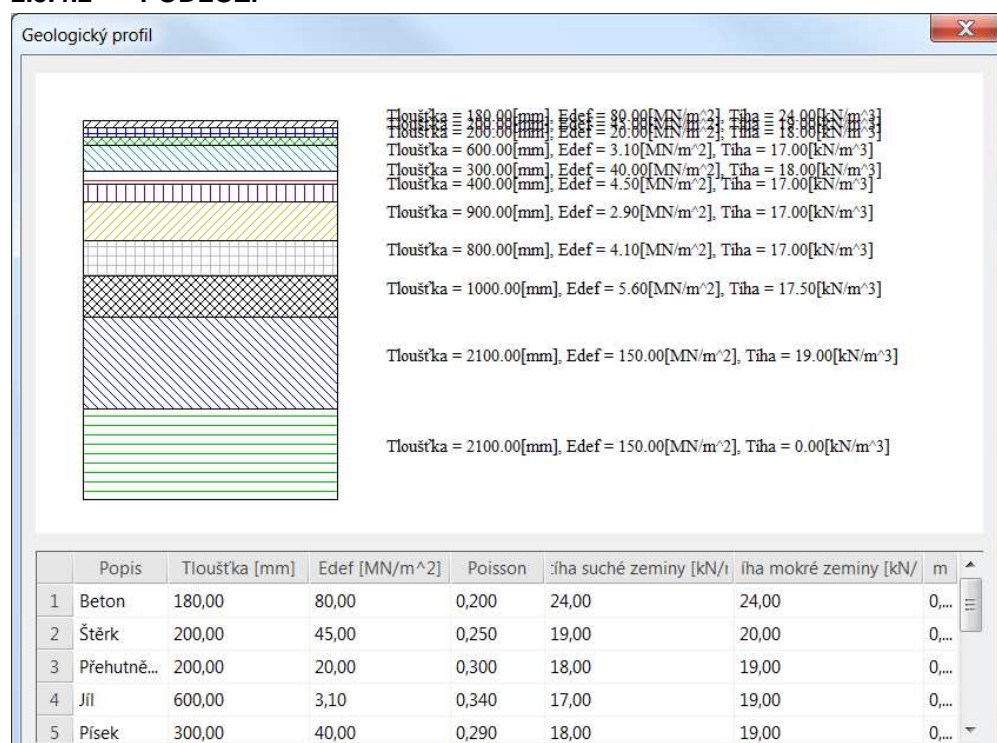 Geologický profil
Tloušťka = 180.00[mm], Edef = 80.00[MN/m^2], Tiha = 24.00[kN/m^3]
Tloušťka = 200.00[mm], Edef = 20.00[MN/m^2], Tiha = 18.00[kN/m^3]
Tloušťka = 600.00[mm], Edef = 3.10[MN/m^2], Tiha = 17.00[kN/m^3]
Tloušťka = 300.00[mm], Edef = 40.00[MN/m^2], Tiha = 18.00[kN/m^3]
Tloušťka = 400.00[mm], Edef = 4.50[MN/m^2], Tiha = 17.00[kN/m^3]
Tloušťka = 900.00[mm], Edef = 2.90[MN/m^2], Tiha = 17.00[kN/m^3]
Tloušťka = 800.00[mm], Edef = 4.10[MN/m^2], Tiha = 17.00[kN/m^3]
Tloušťka = 1000.00[mm], Edef = 5.60[MN/m^2], Tiha = 17.50[kN/m^3]
Tloušťka = 2100.00[mm], Edef = 150.00[MN/m^2], Tiha = 19.00[kN/m^3]
Tloušťka = 2100.00[mm], Edef = 150.00[MN/m^2], Tiha = 0.00[kN/m^3]
Popis Tloušťka [mm] Edef [MN/m^2] Poisson íha suché zeminy [kN/ íha mokré zeminy [kN/ m
1 Beton 180,00 80,00 0,200 24,00 24,00 0,...
2 Štěrk 200,00 45,00 0,250 19,00 20,00 0,...
3 Přehutně... 200,00 20,00 0,300 18,00 19,00 0,...
4 Jíl 600,00 3,10 0,340 17,00 19,00 0,...
5 Písek 300,00 40,00 0,290 18,00 19,00 0,...